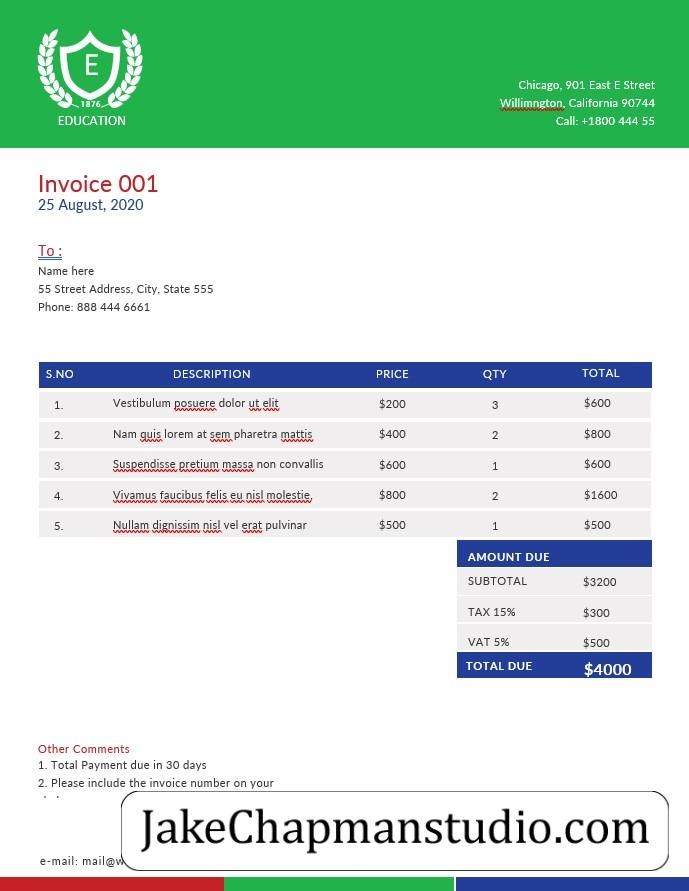 E
1876
EDUCATION
Chicago, 901 East E Street
Willimngton, California 90744
Call: +1800 444 55
Invoice 001
25 August, 2020
To :
Name here
55 Street Address, City, State 555
Phone: 888 444 6661
S.NO DESCRIPTION PRICE QTY TOTAL
1. Vestibulum posuere dolor ut elit $200 3 $600
2. Nam quis lorem at sem pharetra mattis $400 2 $800
3. Suspendisse pretium massa non convallis $600 1 $600
4. Vivamus faucibus felis eu nisl molestie, $800 2 $1600
5. Nullam dignissim nisl vel erat pulvinar $500 1 $500
AMOUNT DUE
SUBTOTAL $3200
TAX 15% $300
VAT 5% $500
TOTAL DUE $4000
Other Comments
1. Total Payment due in 30 days
2. Please include the invoice number on your
JakeChapmanstudio.com
e-mail: